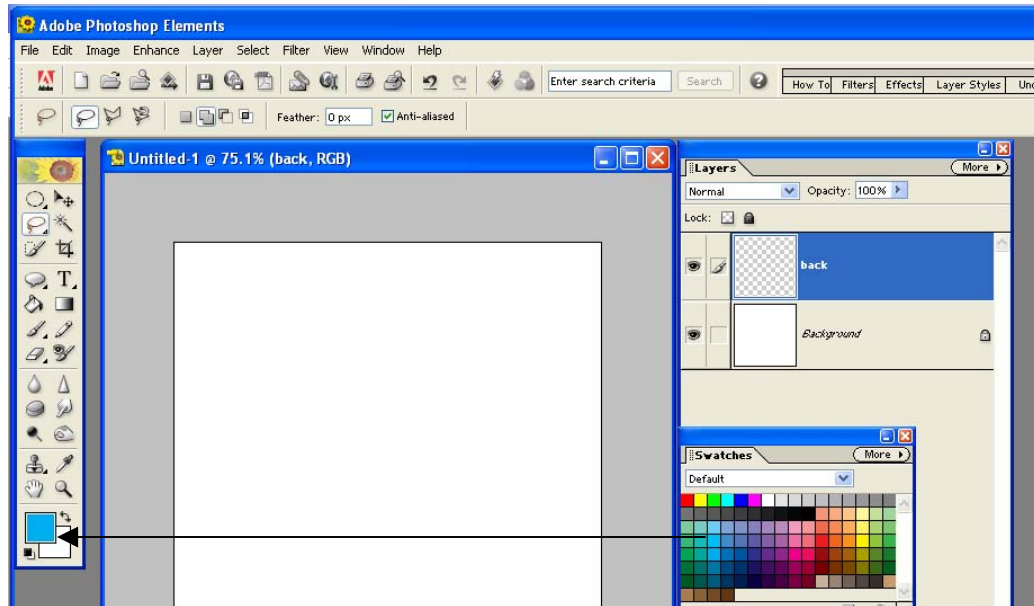 Adobe Photoshop Elements
File Edit Image Enhance Layer Select Filter View Window Help
Adobe Enter search criteria Search How To Filters Effects Layer Styles
Feather: 0 px Anti-aliased
Untitled-1 @ 75.1% (back, RGB)
Layers More
Normal Opacity: 100%
Lock:
back
Background
T
Swatches More
Default